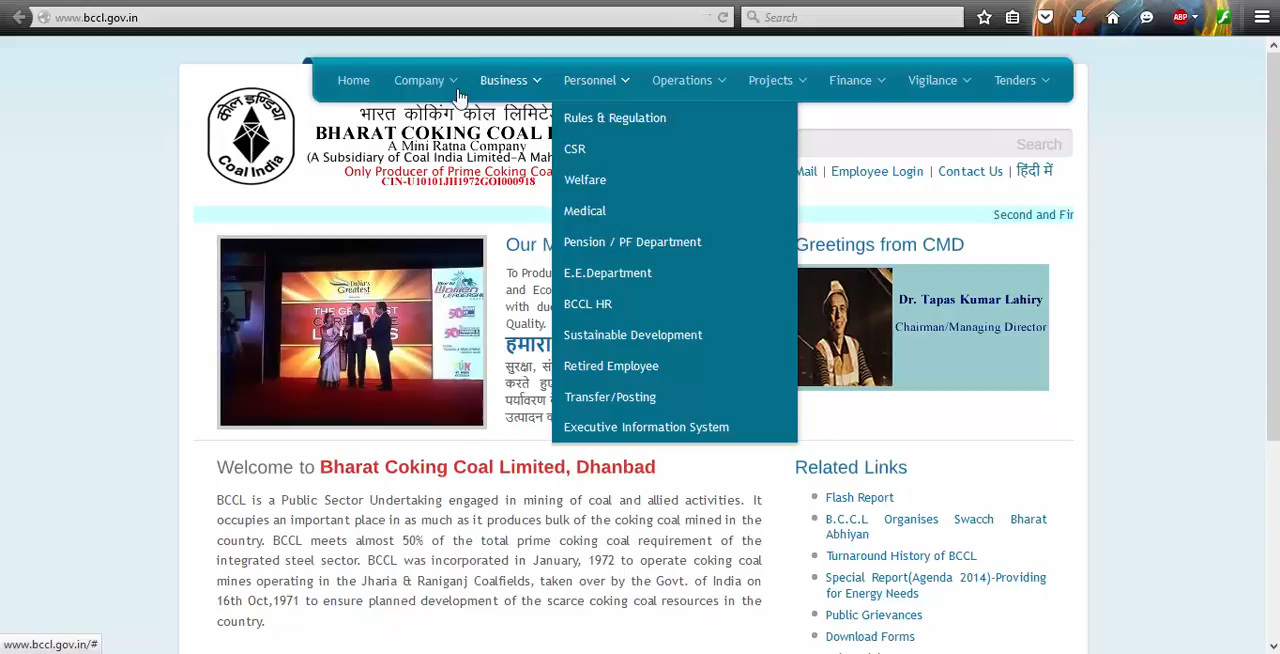 www.bccl.gov.in
Search
ABP
Home Company Business Personnel Operations Projects Finance Vigilance Tenders
कोल इण्डिया
Coal India
भारत कोकिंग कोल लिमिटे
BHARAT COKING COAL L
A Mini Ratna Company
(A Subsidiary of Coal India Limited-A Mah
Only Producer of Prime Coking Coa
CIN-U10101JH1972GOI000918
Rules & Regulation
CSR
Welfare
Medical
Pension / PF Department
E.E.Department
BCCL HR
Sustainable Development
Retired Employee
Transfer/Posting
Executive Information System
Search
Mail | Employee Login | Contact Us | हिंदी में
Second and Fir
Our M
To Produ
and Eco
with due
Quality.
हमारा
सुरक्षा, सं
करते हुए
पर्यावरण
उत्पादन
Greetings from CMD
Dr. Tapas Kumar Lahiry
Chairman/Managing Director
Welcome to Bharat Coking Coal Limited, Dhanbad
BCCL is a Public Sector Undertaking engaged in mining of coal and allied activities. It
occupies an important place in as much as it produces bulk of the coking coal mined in the
country. BCCL meets almost 50% of the total prime coking coal requirement of the
integrated steel sector. BCCL was incorporated in January, 1972 to operate coking coal
mines operating in the Jharia & Raniganj Coalfields, taken over by the Govt. of India on
16th Oct,1971 to ensure planned development of the scarce coking coal resources in the
country.
Related Links
Flash Report
B.C.C.L Organises Swacch Bharat
Abhiyan
Turnaround History of BCCL
Special Report(Agenda 2014)-Providing
for Energy Needs
Public Grievances
Download Forms
www.bccl.gov.in/#